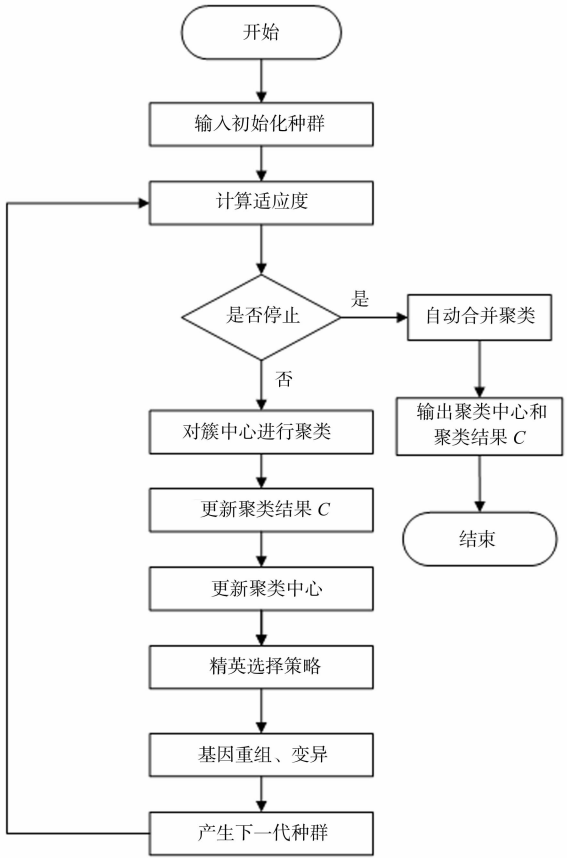 开始
输入初始化种群
计算适应度
是否停止
是
自动合并聚类
否
输出聚类中心和
聚类结果 C
对簇中心进行聚类
更新聚类结果 C
结束
更新聚类中心
精英选择策略
基因重组、变异
产生下一代种群